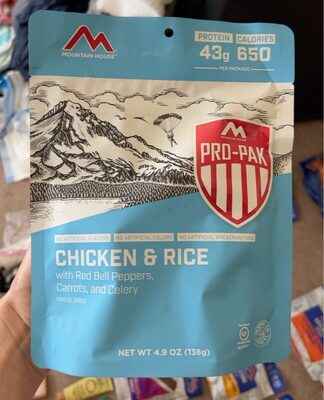 MOUNTAIN HOUSE
PROTEIN CALORIES
43g 650
PER PACKAGE
PRO-PAK
NO ARTIFICIAL FLAVORS NO ARTIFICIAL COLORS NO ARTIFICIAL PRESERVATIVES
CHICKEN & RICE
with Red Bell Peppers,
Carrots, and Celery
FREEZE DRIED
NET WT 4.9 OZ (138g)